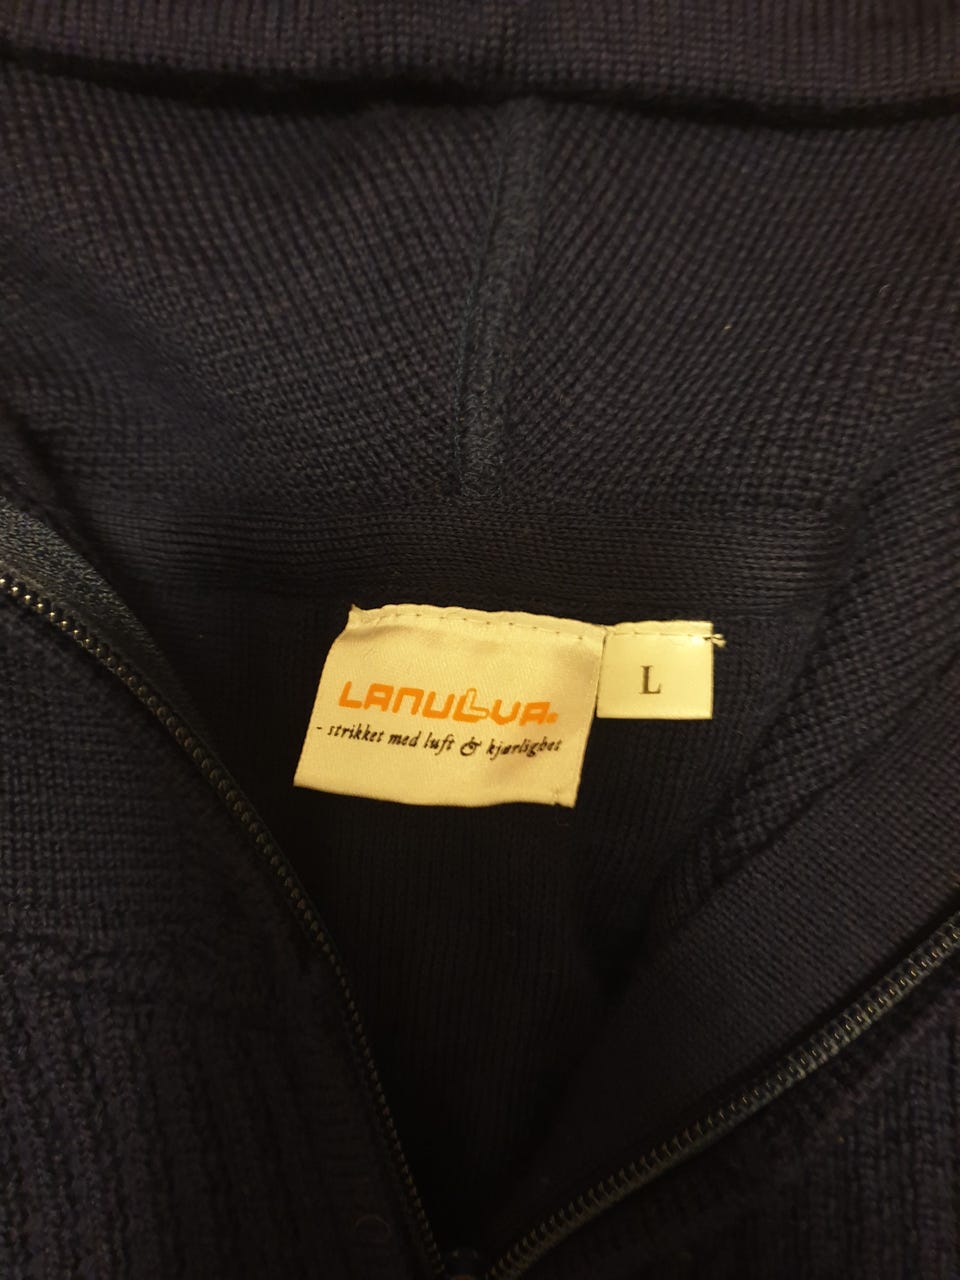 LANULLVA®
- strikket med luft & kjærlighet
L